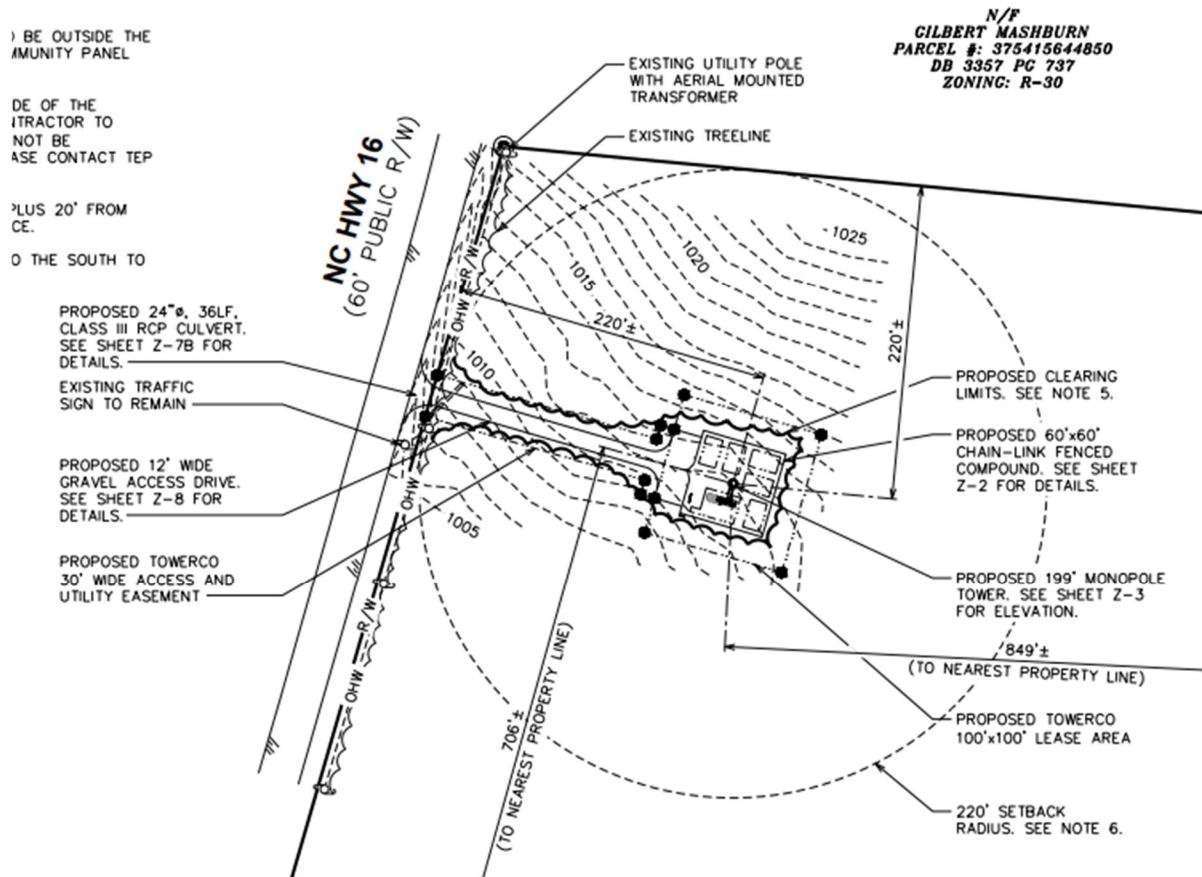 BE OUTSIDE THE
MMUNITY PANEL
DE OF THE
NTRACTOR TO
NOT BE
ASE CONTACT TEP
PLUS 20' FROM
CE.
O THE SOUTH TO
N/F
GILBERT MASHBURN
PARCEL #: 375415644850
DB 3357 PG 737
ZONING: R-30
EXISTING UTILITY POLE
WITH AERIAL MOUNTED
TRANSFORMER
EXISTING TREELINE
NC HWY 16
(60' PUBLIC R/W)
1025
1020
1015
1010
1005
220'±
220'±
OHW
R/W
OHW
OHW
R/W
PROPOSED 24"ø, 36LF,
CLASS III RCP CULVERT.
SEE SHEET Z-7B FOR
DETAILS.
EXISTING TRAFFIC
SIGN TO REMAIN
PROPOSED 12' WIDE
GRAVEL ACCESS DRIVE.
SEE SHEET Z-8 FOR
DETAILS.
PROPOSED TOWERCO
30' WIDE ACCESS AND
UTILITY EASEMENT
PROPOSED CLEARING
LIMITS. SEE NOTE 5.
PROPOSED 60'x60'
CHAIN-LINK FENCED
COMPOUND. SEE SHEET
Z-2 FOR DETAILS.
PROPOSED 199' MONOPOLE
TOWER. SEE SHEET Z-3
FOR ELEVATION.
849'±
(TO NEAREST PROPERTY LINE)
706'±
(TO NEAREST PROPERTY LINE)
PROPOSED TOWERCO
100'x100' LEASE AREA
220' SETBACK
RADIUS. SEE NOTE 6.